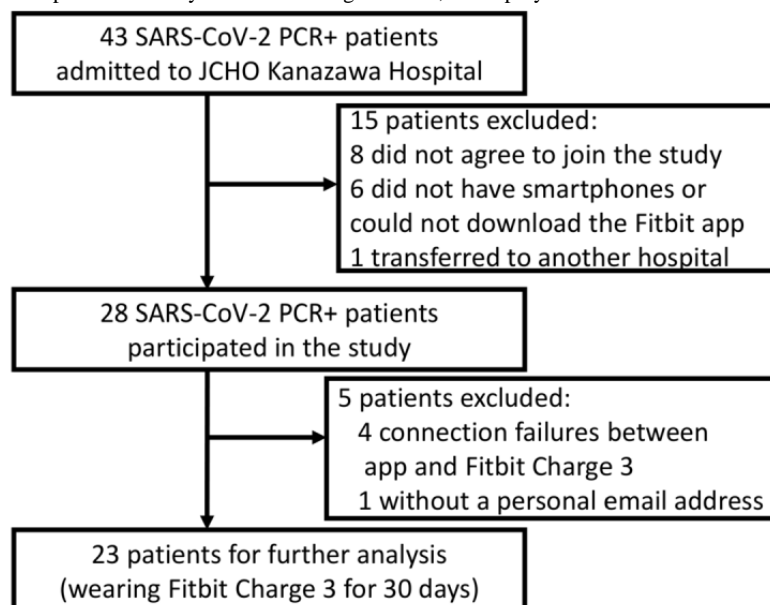 43 SARS-CoV-2 PCR+ patients
admitted to JCHO Kanazawa Hospital
15 patients excluded:
8 did not agree to join the study
6 did not have smartphones or
could not download the Fitbit app
1 transferred to another hospital
28 SARS-CoV-2 PCR+ patients
participated in the study
5 patients excluded:
4 connection failures between
app and Fitbit Charge 3
1 without a personal email address
23 patients for further analysis
(wearing Fitbit Charge 3 for 30 days)